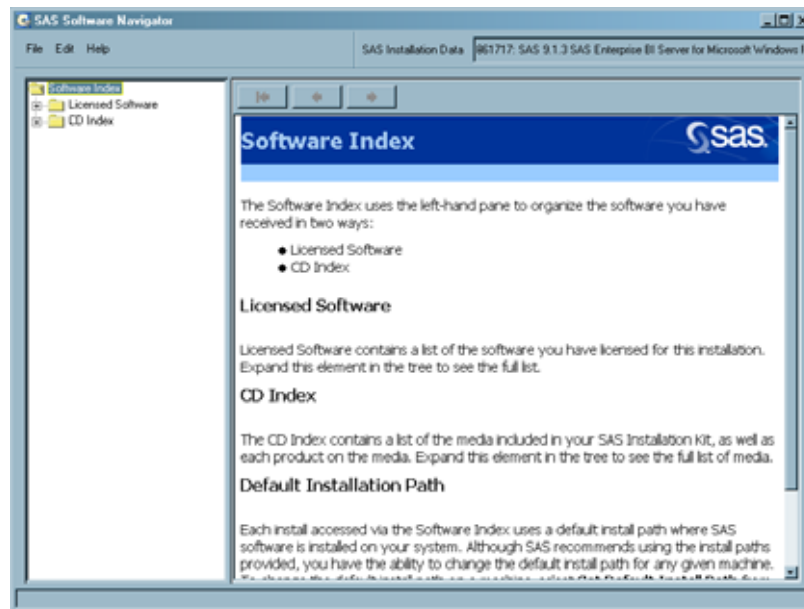 SAS Software Navigator
File Edit Help
SAS Installation Data 861717: SAS 9.1.3 SAS Enterprise BI Server for Microsoft Windows
Software Index
Licensed Software
CD Index
Software Index
sas.
The Software Index uses the left-hand pane to organize the software you have
received in two ways:
Licensed Software
CD Index
Licensed Software
Licensed Software contains a list of the software you have licensed for this installation.
Expand this element in the tree to see the full list.
CD Index
The CD Index contains a list of the media included in your SAS Installation Kit, as well as
each product on the media. Expand this element in the tree to see the full list of media.
Default Installation Path
Each install accessed via the Software Index uses a default install path where SAS
software is installed on your system. Although SAS recommends using the install paths
provided, you have the ability to change the default install path for any given machine.